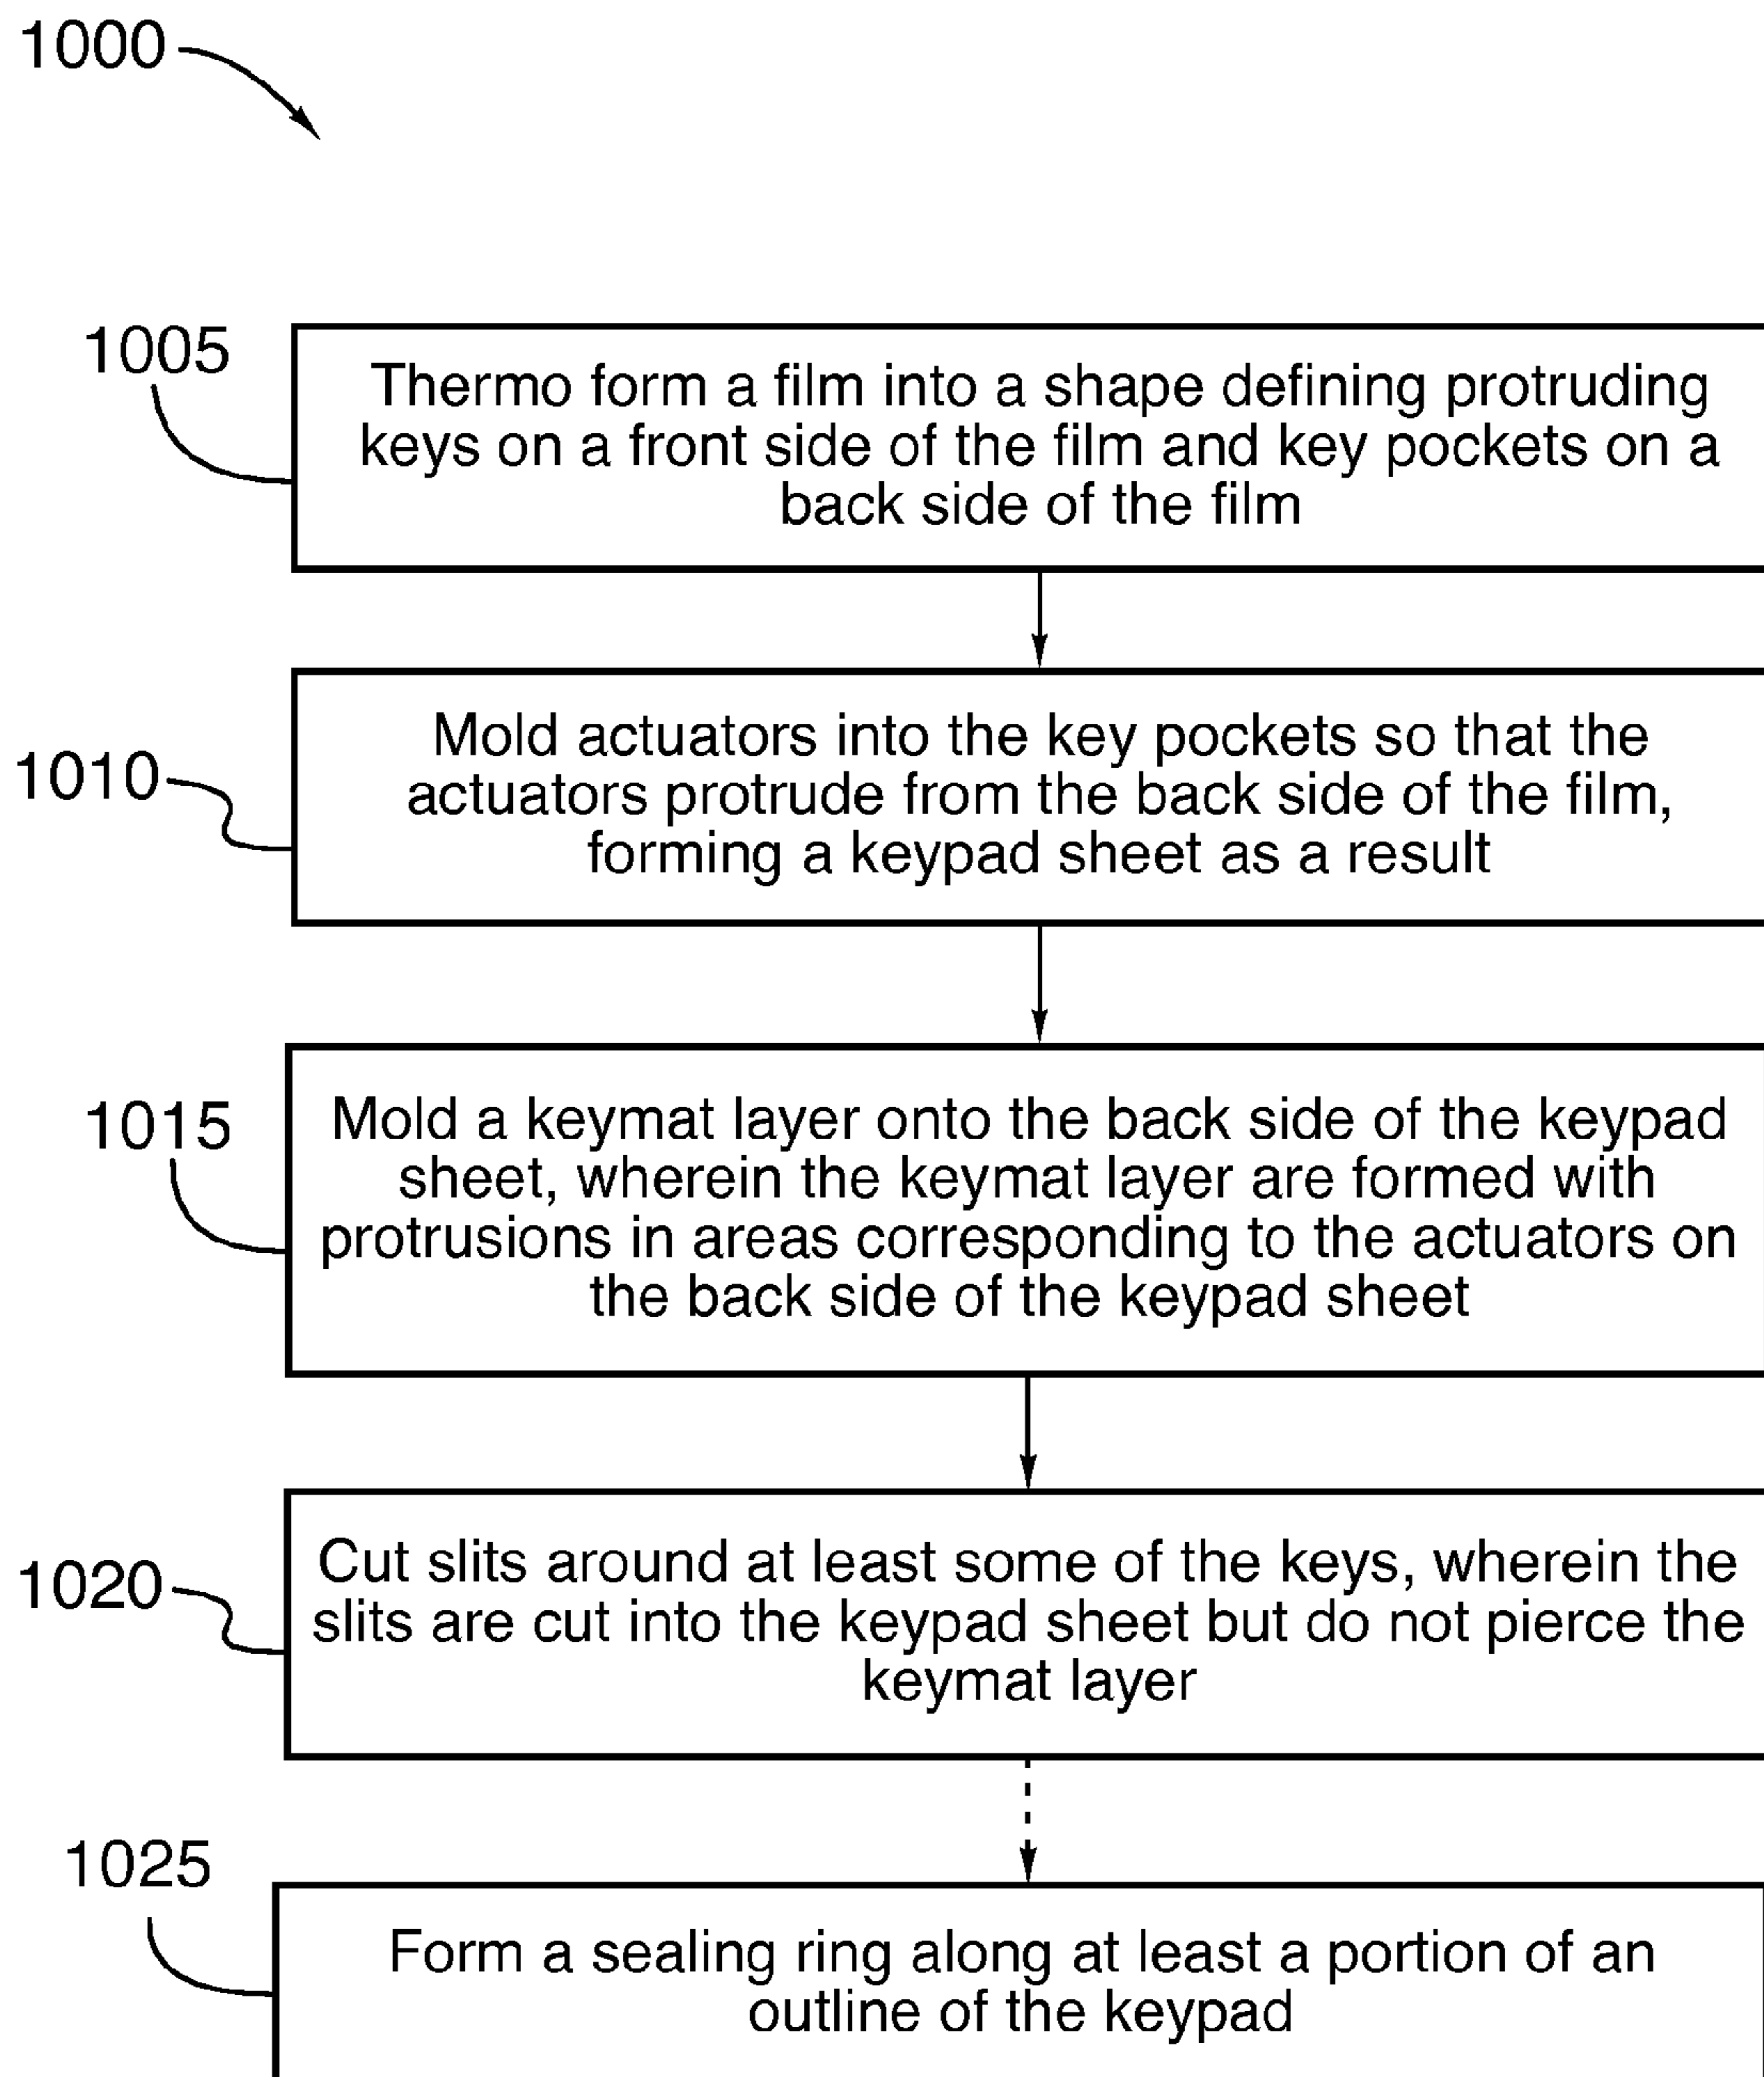 1000
1005
Thermo form a film into a shape defining protruding
keys on a front side of the film and key pockets on a
back side of the film
1010
Mold actuators into the key pockets so that the
actuators protrude from the back side of the film,
forming a keypad sheet as a result
1015
Mold a keymat layer onto the back side of the keypad
sheet, wherein the keymat layer are formed with
protrusions in areas corresponding to the actuators on
the back side of the keypad sheet
1020
Cut slits around at least some of the keys, wherein the
slits are cut into the keypad sheet but do not pierce the
keymat layer
1025
Form a sealing ring along at least a portion of an
outline of the keypad